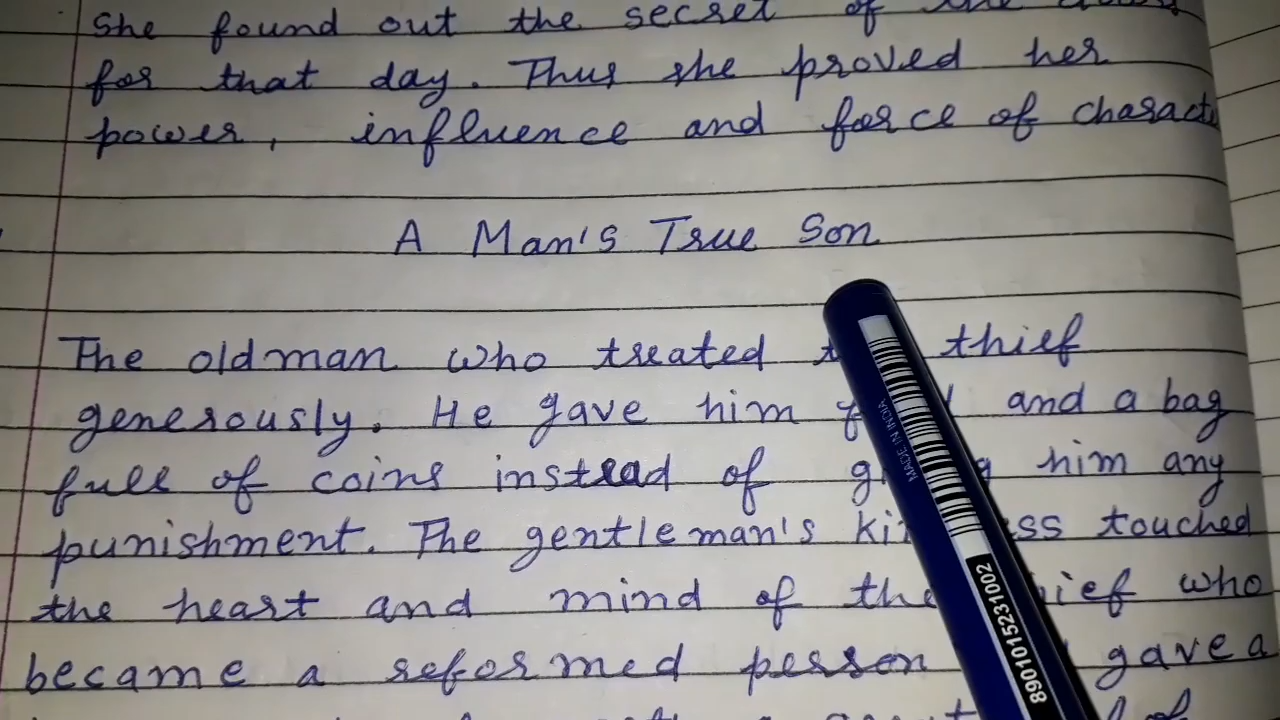 She found out the secret of the
for that day. Thus she proved her
power, influence and force of charact
A Man's True Son
The oldman who treated thief
generously. He gave him and a bag
full of coins instead of him any
punishment. The gentleman's touched
the heart and mind of the who
became a reformed person gave a
MADE IN INDIA
8901015231002